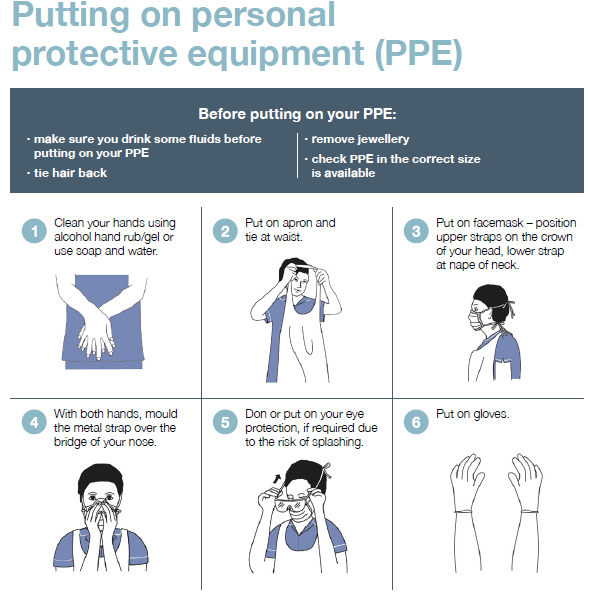 Putting on personal
protective equipment (PPE)
Before putting on your PPE:
· make sure you drink some fluids before
putting on your PPE
· tie hair back
· remove jewellery
· check PPE in the correct size
is available
1
Clean your hands using
alcohol hand rub/gel or
use soap and water.
2
Put on apron and
tie at waist.
3
Put on facemask – position
upper straps on the crown
of your head, lower strap
at nape of neck.
4
With both hands, mould
the metal strap over the
bridge of your nose.
5
Don or put on your eye
protection, if required due
to the risk of splashing.
6
Put on gloves.